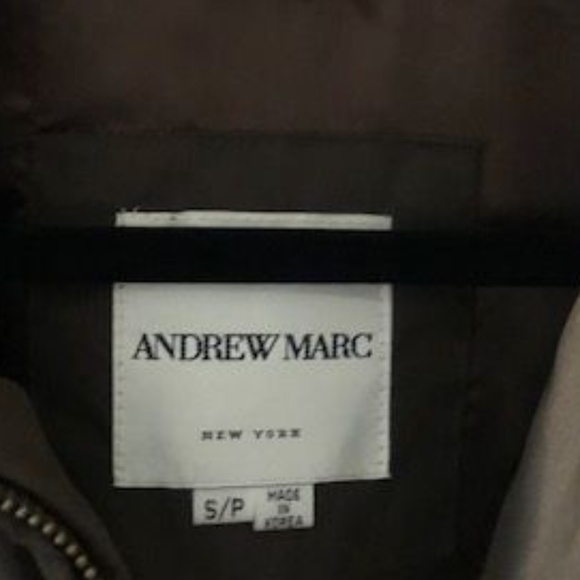 ANDREW MARC
NEW YORK
S/P
MADE
IN
KOREA